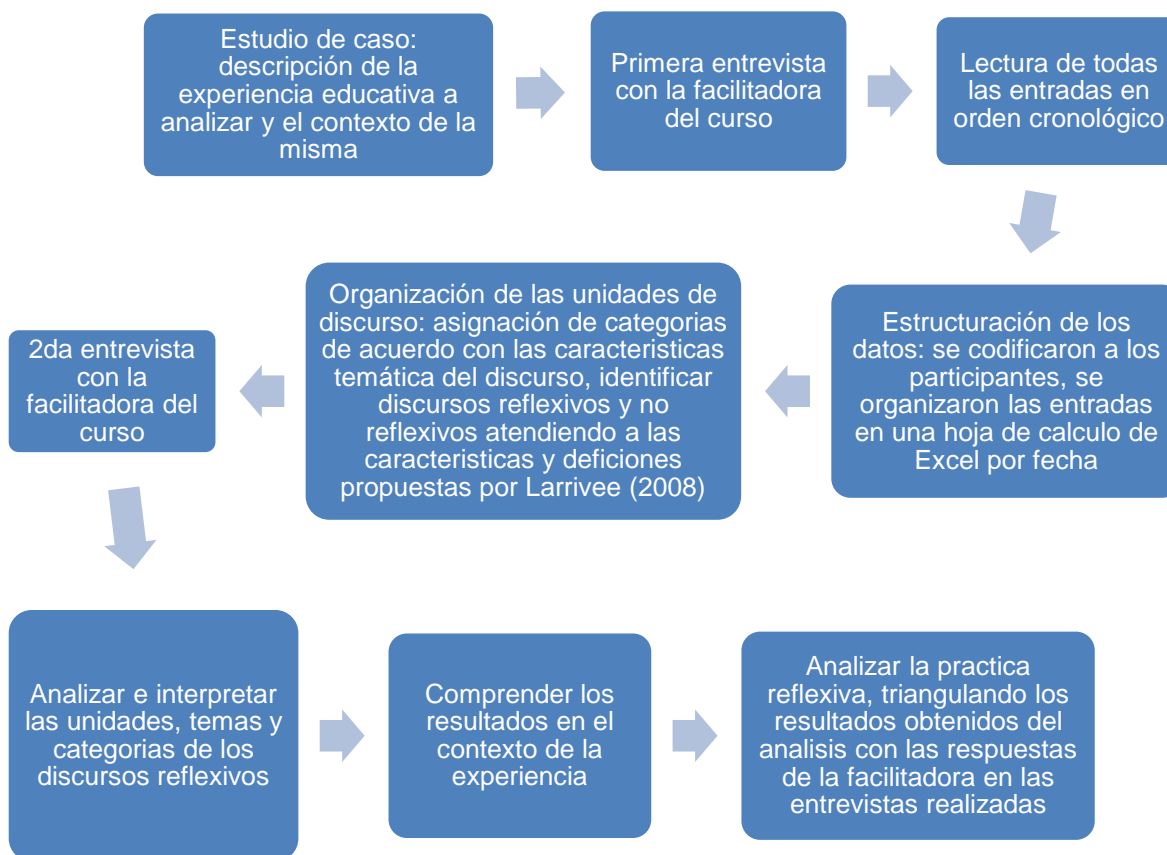 Estudio de caso:
descripción de la
experiencia educativa a
analizar y el contexto de la
misma
Primera entrevista
con la facilitadora
del curso
Lectura de todas
las entradas en
orden cronológico
Estructuración de los
datos: se codificaron a los
participantes, se
organizaron las entradas
en una hoja de calculo de
Excel por fecha
Organización de las unidades de
discurso: asignación de categorias
de acuerdo con las caracteristicas
temática del discurso, identificar
discursos reflexivos y no
reflexivos atendiendo a las
caracteristicas y deficiones
propuestas por Larrivee (2008)
2da entrevista
con la
facilitadora del
curso
Analizar e interpretar
las unidades, temas y
categorias de los
discursos reflexivos
Comprender los
resultados en el
contexto de la
experiencia
Analizar la practica
reflexiva, triangulando los
resultados obtenidos del
analisis con las respuestas
de la facilitadora en las
entrevistas realizadas